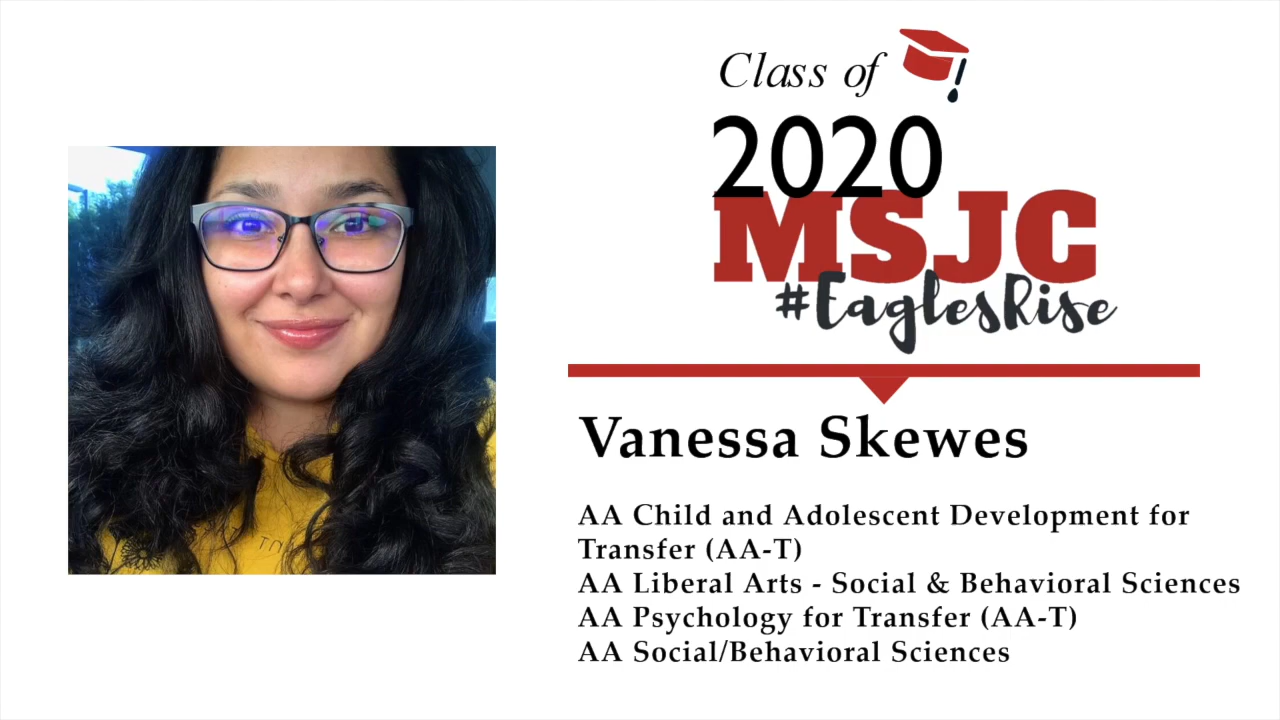 Class of
2020
MSJC
#EaglesRise
Vanessa Skewes
AA Child and Adolescent Development for
Transfer (AA-T)
AA Liberal Arts - Social & Behavioral Sciences
AA Psychology for Transfer (AA-T)
AA Social/Behavioral Sciences